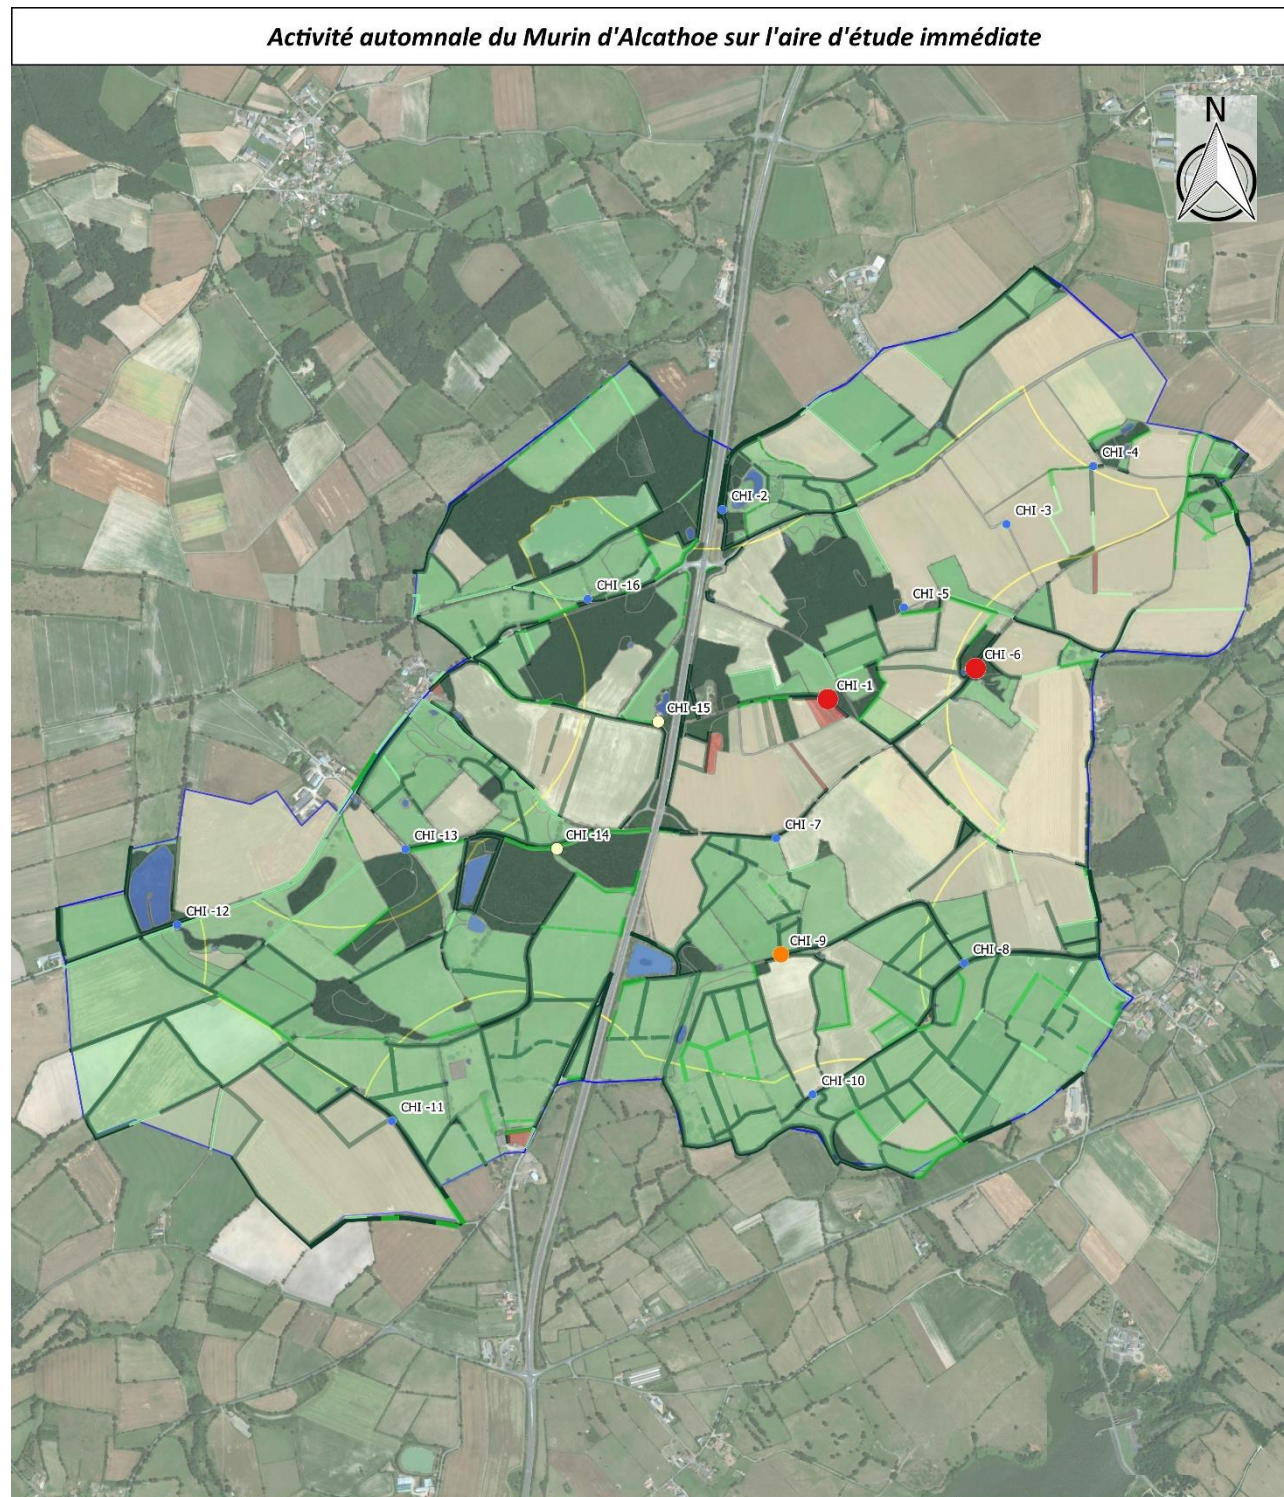 Activité automnale du Murin d'Alcathoe sur l'aire d'étude immédiate
N
CHI -4
CHI -2
CHI -3
CHI -16
CHI -5
CHI -6
CHI -1
CHI -15
CHI -7
CHI -13
CHI -14
CHI -12
CHI -9
CHI -8
CHI -10
CHI -11